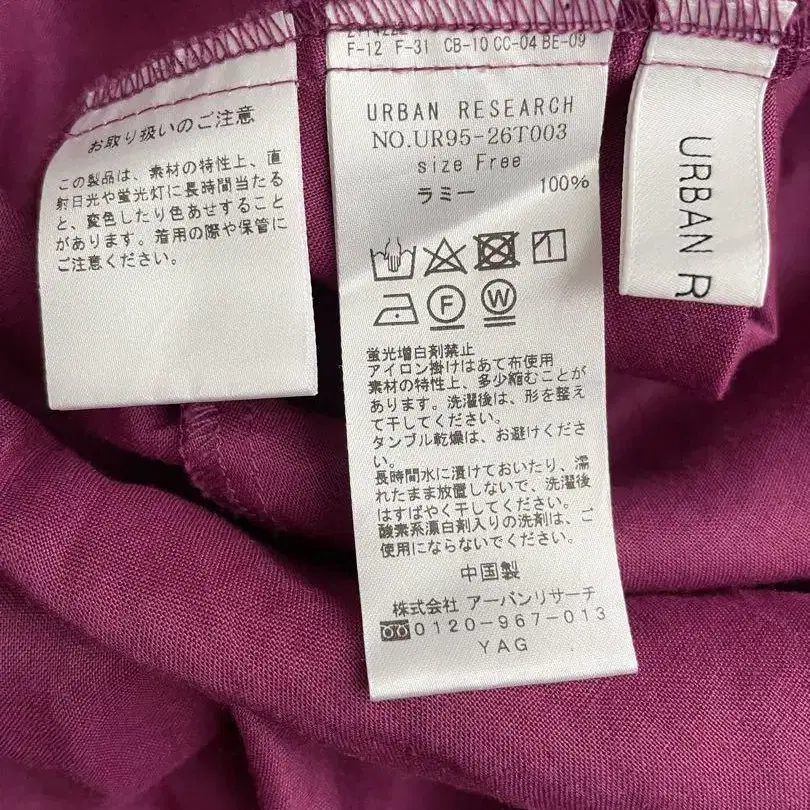 お取り扱いのご注意
この製品は、素材の特性上、直
射日光や蛍光灯に長時間当たる
と、変色したり色あせすること
があります。着用の際や保管に
ご注意ください。
F-12 F-31 CB-10 CC-04 BE-09
URBAN RESEARCH
NO.UR95-26T003
size Free
ラミー 100%
F W
蛍光増白剤禁止
アイロン掛けはあて布使用
素材の特性上、多少縮むことが
あります。洗濯後は、形を整え
て干してください。
タンブル乾燥は、お避けくださ
い。
長時間水に漬けておいたり、濡
れたまま放置しないで、洗濯後
はすばやく干してください。
酸素系漂白剤入りの洗剤は、ご
使用にならないでください。
中国製
株式会社 アーバンリサーチ
0120-967-013
YAG
URBAN R